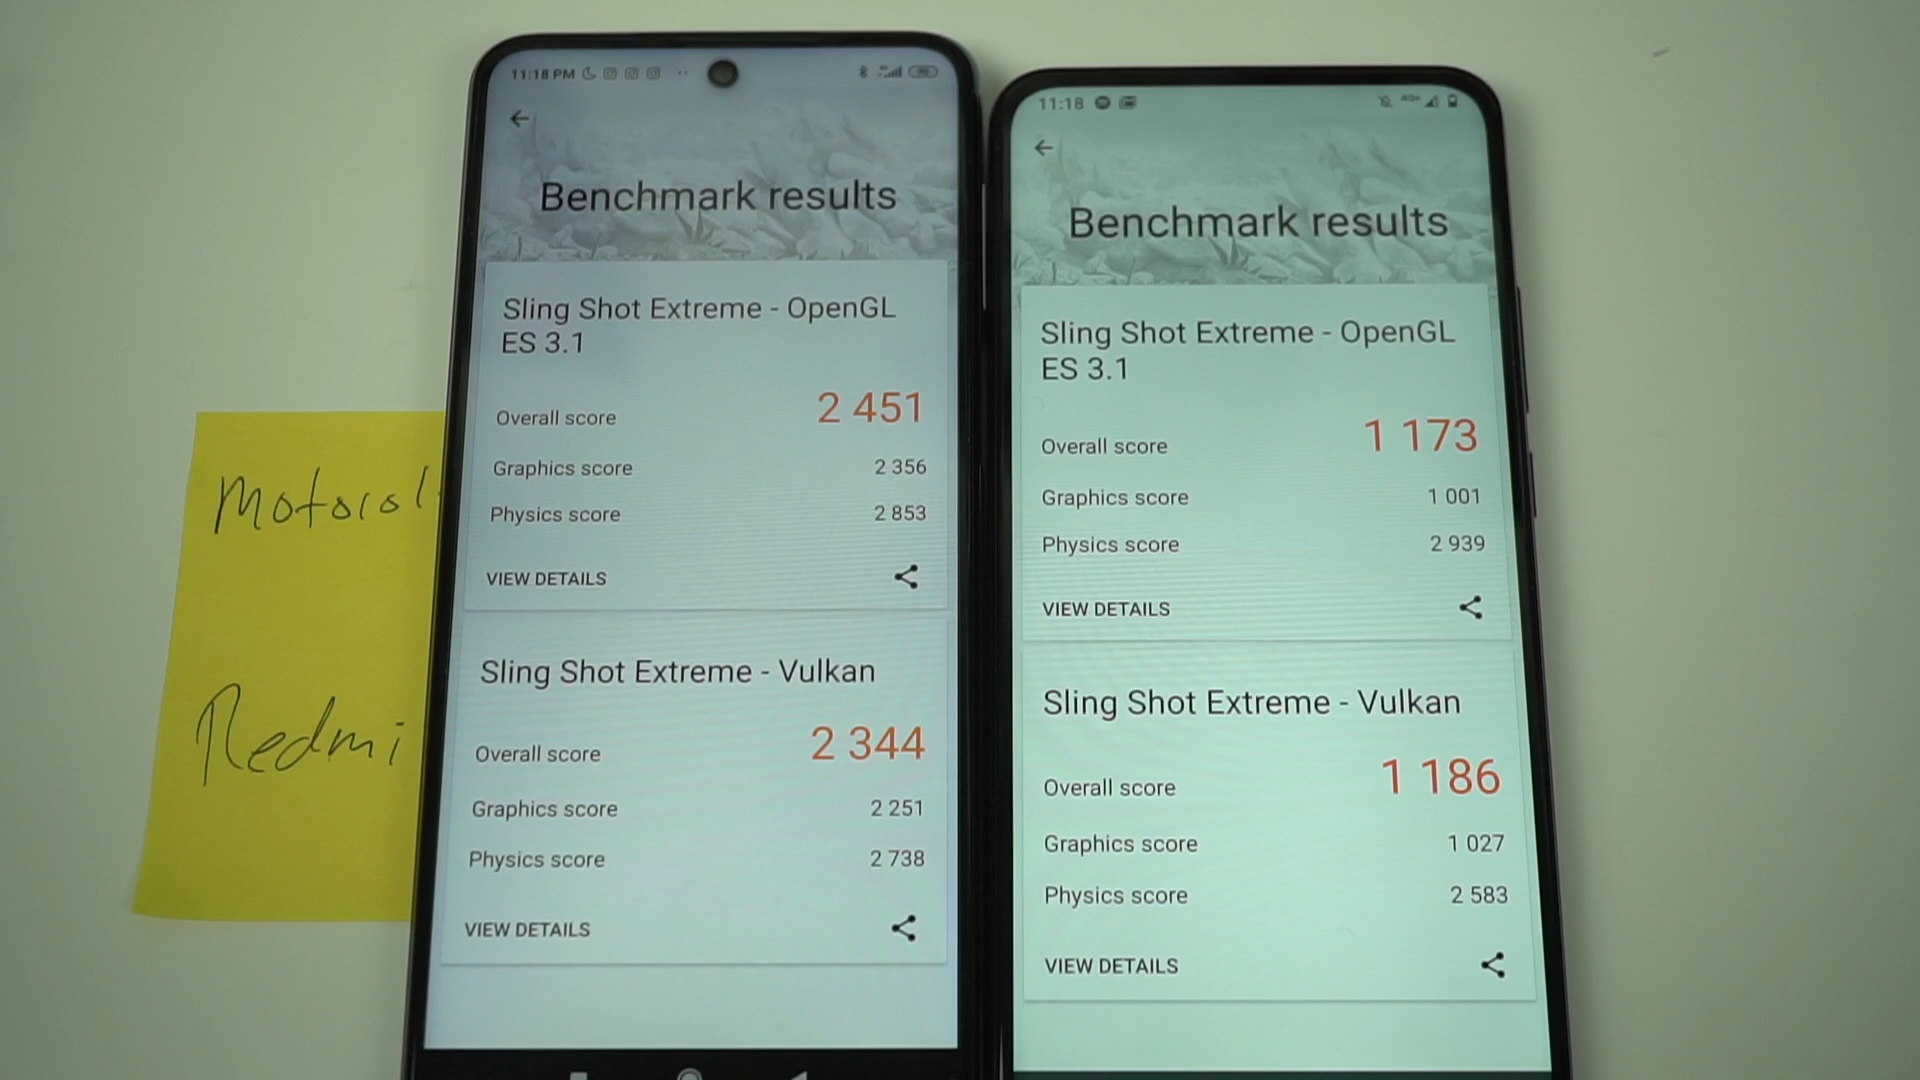 Motorol
Redmi
11:18 PM
Benchmark results
Sling Shot Extreme - OpenGL
ES 3.1
Overall score 2 451
Graphics score 2 356
Physics score 2 853
VIEW DETAILS
Sling Shot Extreme - Vulkan
Overall score 2 344
Graphics score 2 251
Physics score 2 738
VIEW DETAILS
11:18
Benchmark results
Sling Shot Extreme - OpenGL
ES 3.1
Overall score 1 173
Graphics score 1 001
Physics score 2 939
VIEW DETAILS
Sling Shot Extreme - Vulkan
Overall score 1 186
Graphics score 1 027
Physics score 2 583
VIEW DETAILS